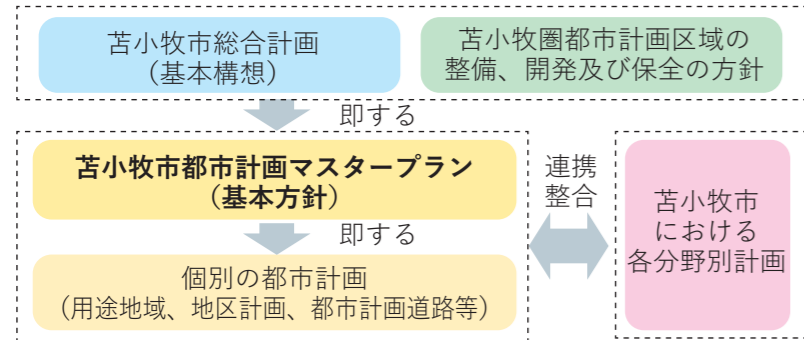 苫小牧市総合計画
（基本構想）
苫小牧圏都市計画区域の
整備、開発及び保全の方針
即する
苫小牧市都市計画マスタープラン
（基本方針）
即する
個別の都市計画
（用途地域、地区計画、都市計画道路等）
連携
整合
苫小牧市
における
各分野別計画